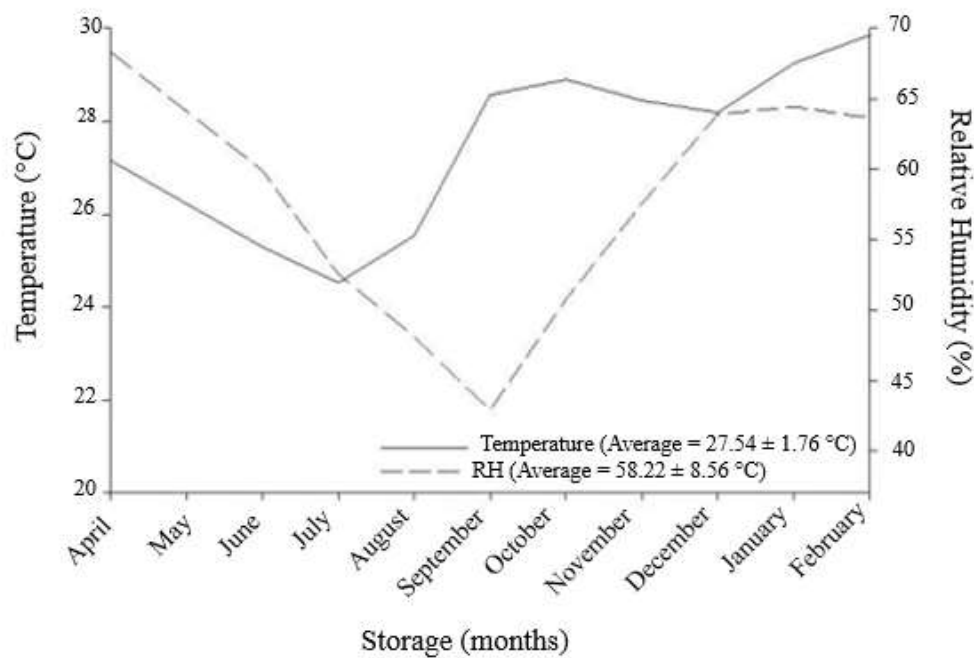 30
28
26
24
22
20
Temperature (°C)
70
65
60
55
50
45
40
Relative Humidity (%)
Temperature (Average = 27.54 ± 1.76 °C)
RH (Average = 58.22 ± 8.56 °C)
April
May
June
July
August
September
October
November
December
January
February
Storage (months)